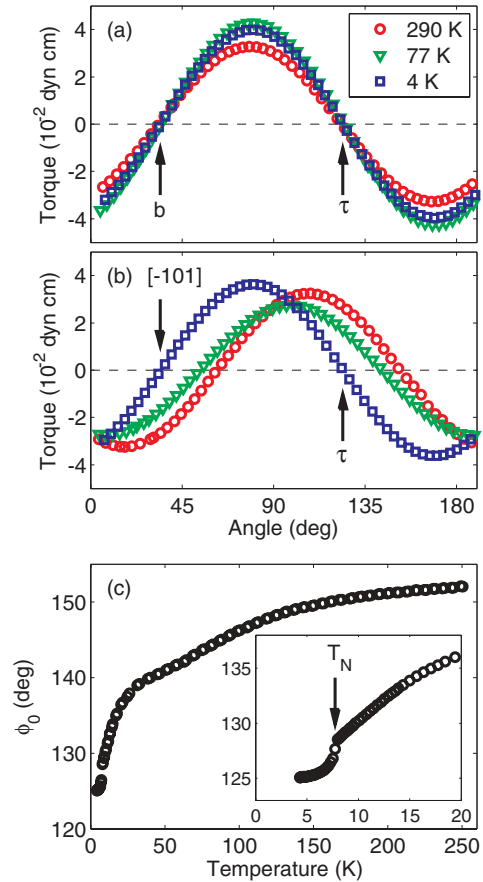 (a)
290 K
77 K
4 K
Torque (10⁻² dyn cm)
4
2
0
-2
-4
b
τ
(b)
[-101]
Torque (10⁻² dyn cm)
4
2
0
-2
-4
τ
0 45 90 135 180
Angle (deg)
(c)
ϕ₀ (deg)
150
140
130
120
T_N
135
130
125
0 5 10 15 20
0 50 100 150 200 250
Temperature (K)